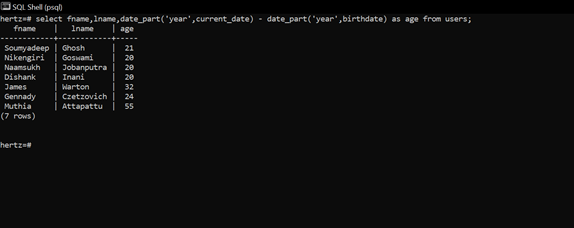 SQL Shell (psql)
hertz=# select fname,lname,date_part('year',current_date) - date_part('year',birthdate) as age from users;
   fname    |   lname    | age
------------+------------+-----
 Soumyadeep | Ghosh      |  21
 Nikengiri  | Goswami    |  20
 Naamsukh   | Jobanputra |  20
 Dishank    | Inani      |  20
 James      | Warton     |  32
 Gennady    | Czetzovich |  24
 Muthia     | Attapattu  |  55
(7 rows)
hertz=#